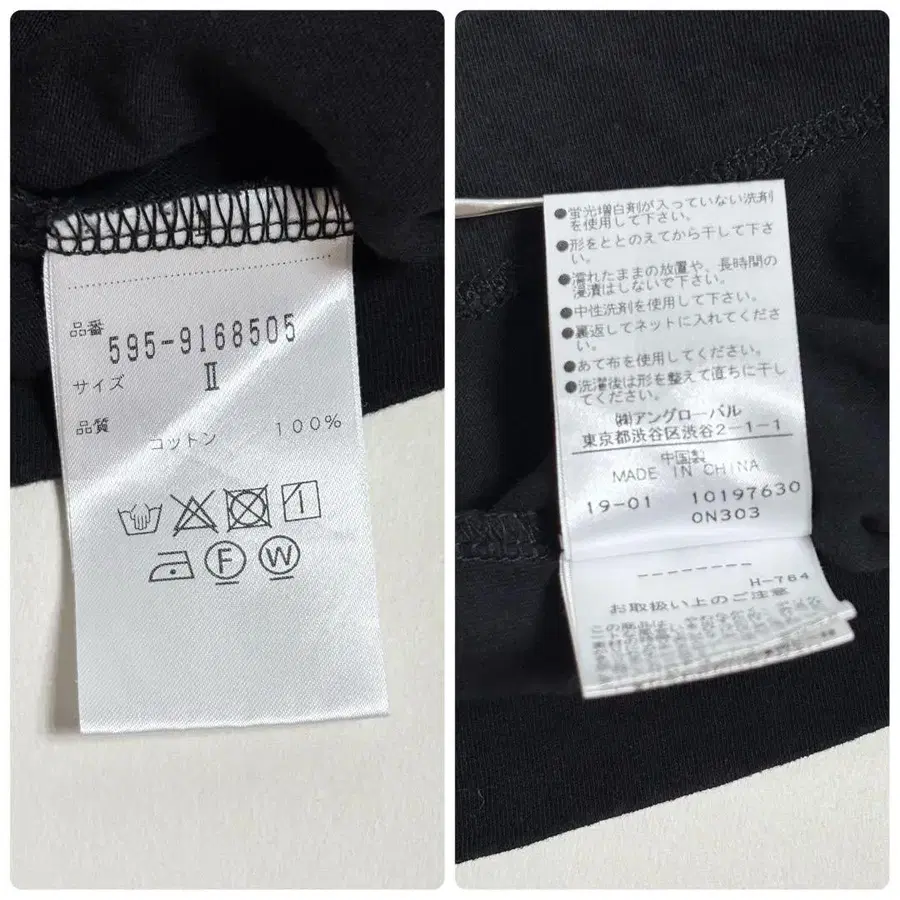 品番
595-9168505
サイズ II
品質
コットン 100%
F W
●蛍光増白剤が入っていない洗剤
を使用して下さい。
●形をととのえてから干して下さ
い。
●濡れたままの放置や、長時間の
浸漬はしないで下さい。
●中性洗剤を使用して下さい。
●裏返してネットに入れてくださ
い。
●あて布を使用してください。
●洗濯後は形を整えて直ちに干し
てください。
㈱アングローバル
東京都渋谷区渋谷2-1-1
中国製
MADE IN CHINA
19-01 10197630
0N303
H-784
お取扱い上のご注意
この商品は、